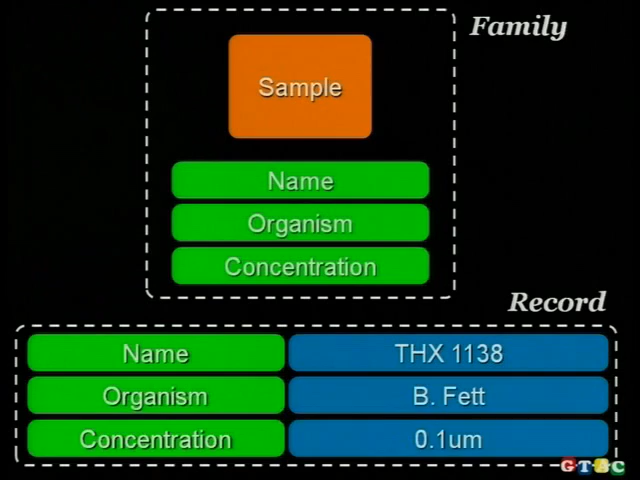 Family
Sample
Name
Organism
Concentration
Record
Name THX 1138
Organism B. Fett
Concentration 0.1um
GTAC